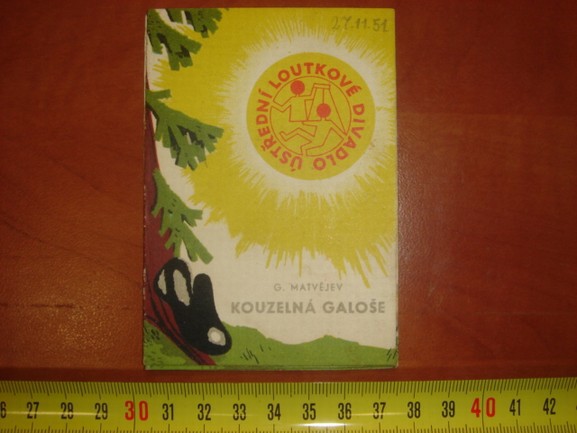 27.11.51
ÚSTŘEDNÍ LOUTKOVÉ DIVADLO
G. MATVĚJEV
KOUZELNÁ GALOŠE
26 27 28 29 30 31 32 33 34 35 36 37 38 39 40 41 42